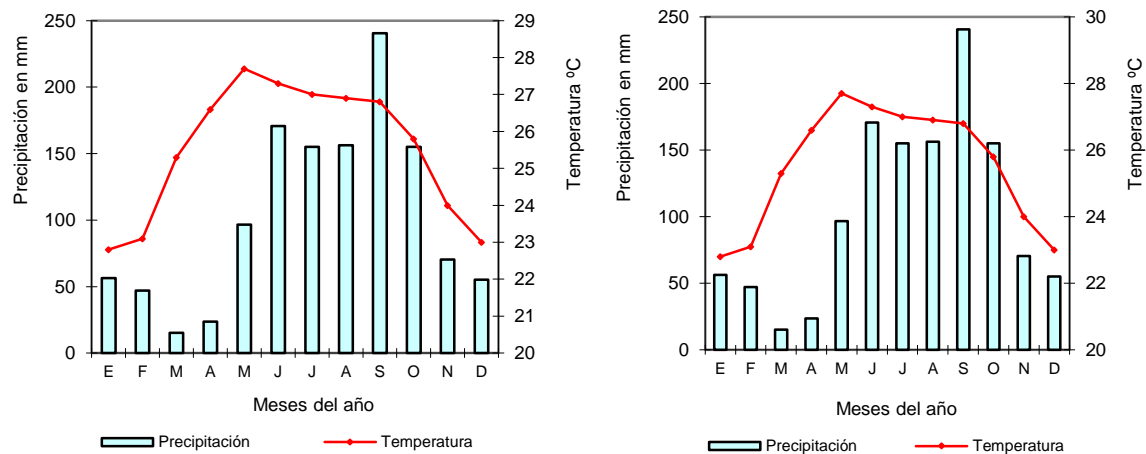 Precipitación en mm
250
200
150
100
50
0
29
28
27
26
25
24
23
22
21
20
Temperatura ºC
E F M A M J J A S O N D
Meses del año
Precipitación Temperatura
Precipitación en mm
250
200
150
100
50
0
30
28
26
24
22
20
Temperatura ºC
E F M A M J J A S O N D
Meses del año
Precipitación Temperatura